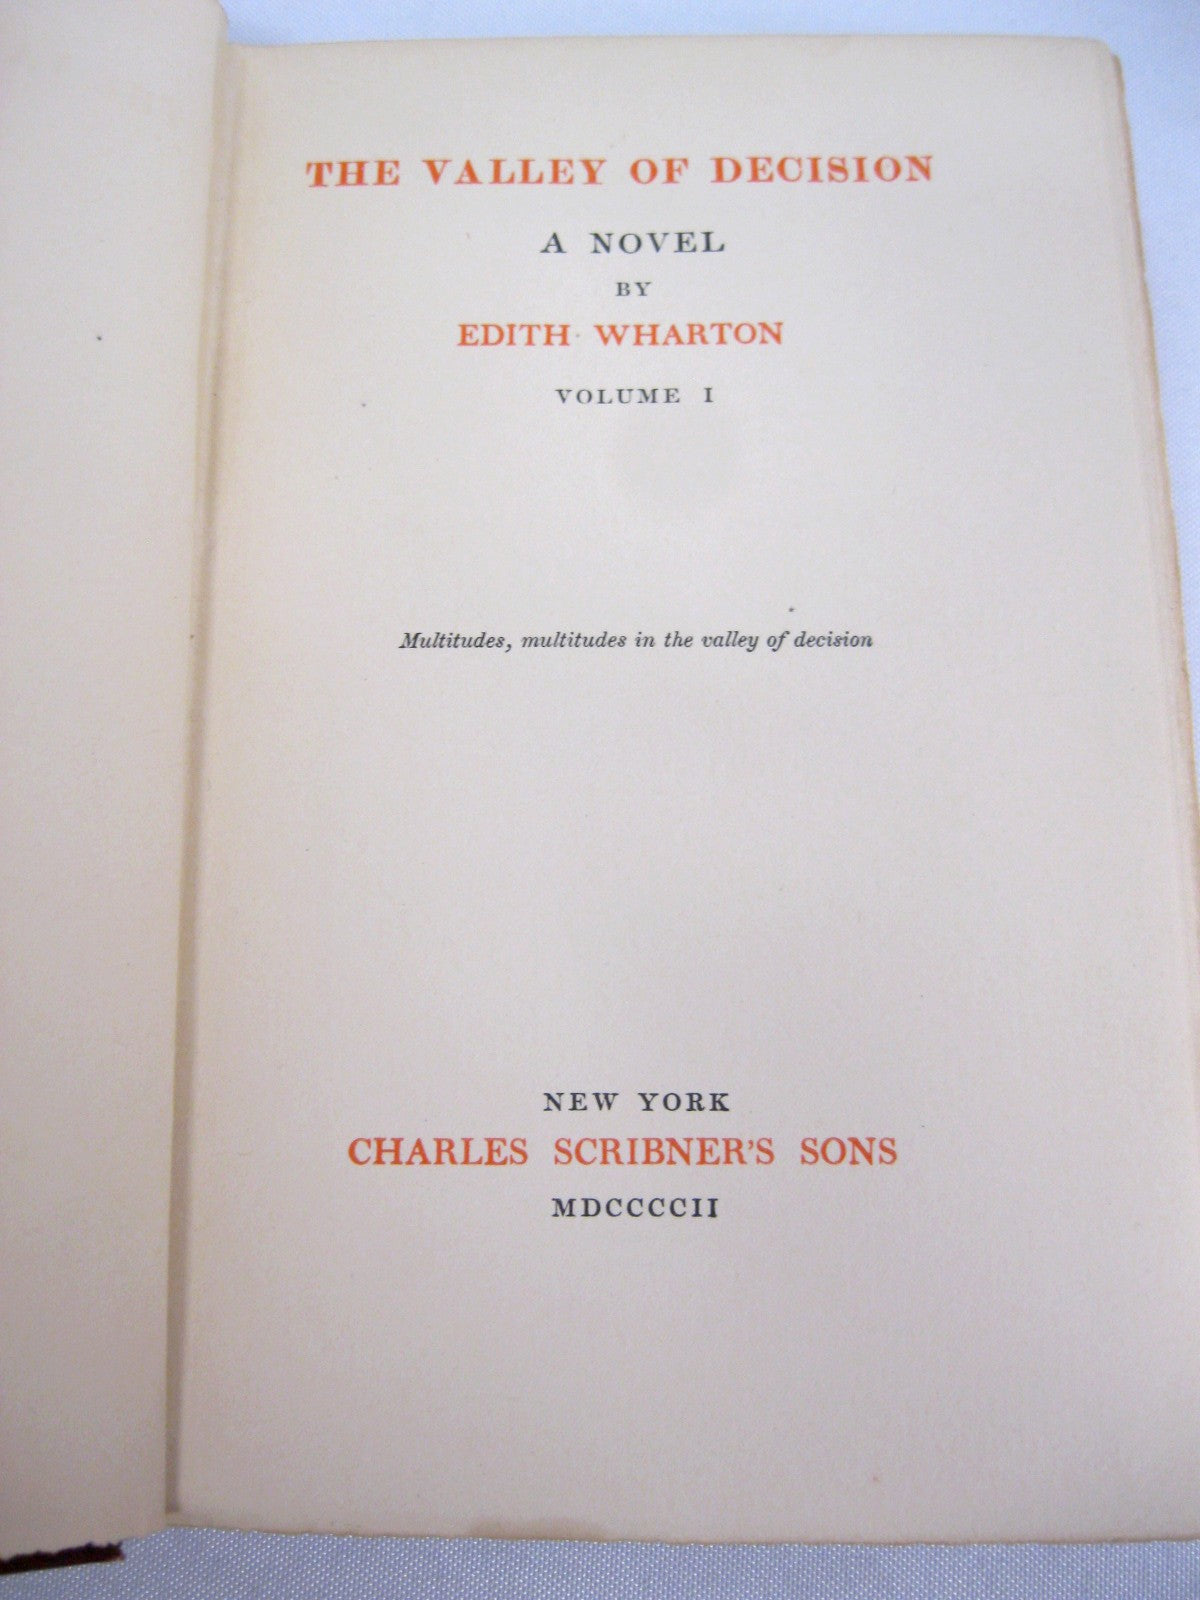 THE VALLEY OF DECISION
A NOVEL
BY
EDITH WHARTON
VOLUME I
Multitudes, multitudes in the valley of decision
NEW YORK
CHARLES SCRIBNER'S SONS
MDCCCCII